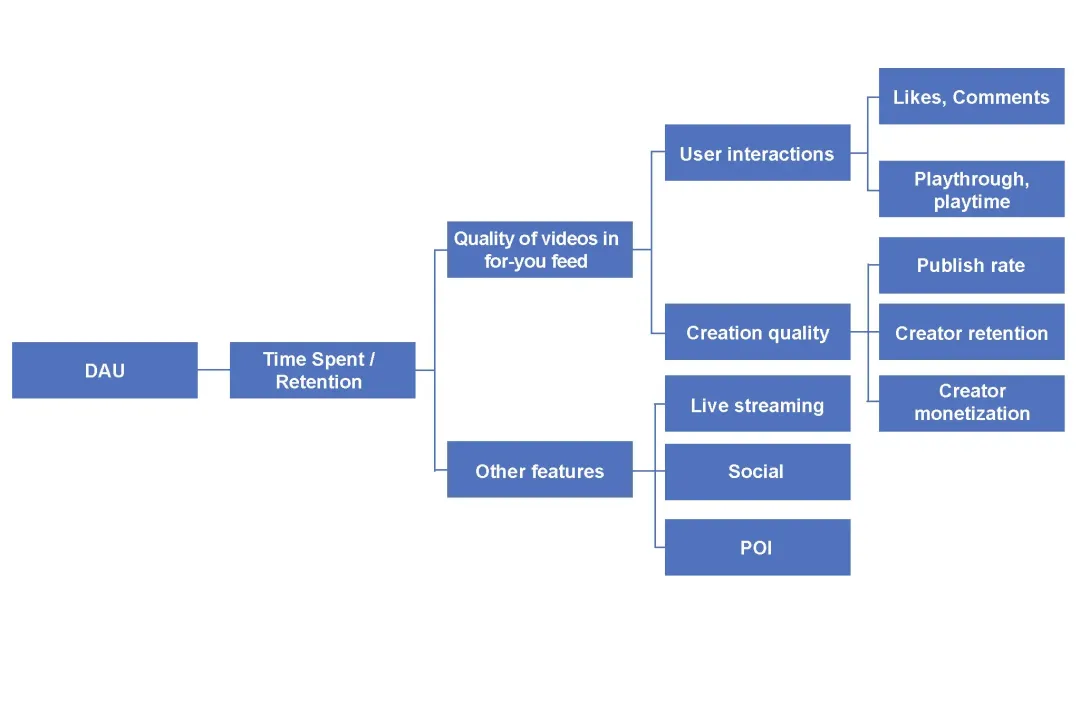 DAU
Time Spent /
Retention
Quality of videos in
for-you feed
User interactions
Likes, Comments
Playthrough,
playtime
Creation quality
Publish rate
Creator retention
Creator
monetization
Other features
Live streaming
Social
POI